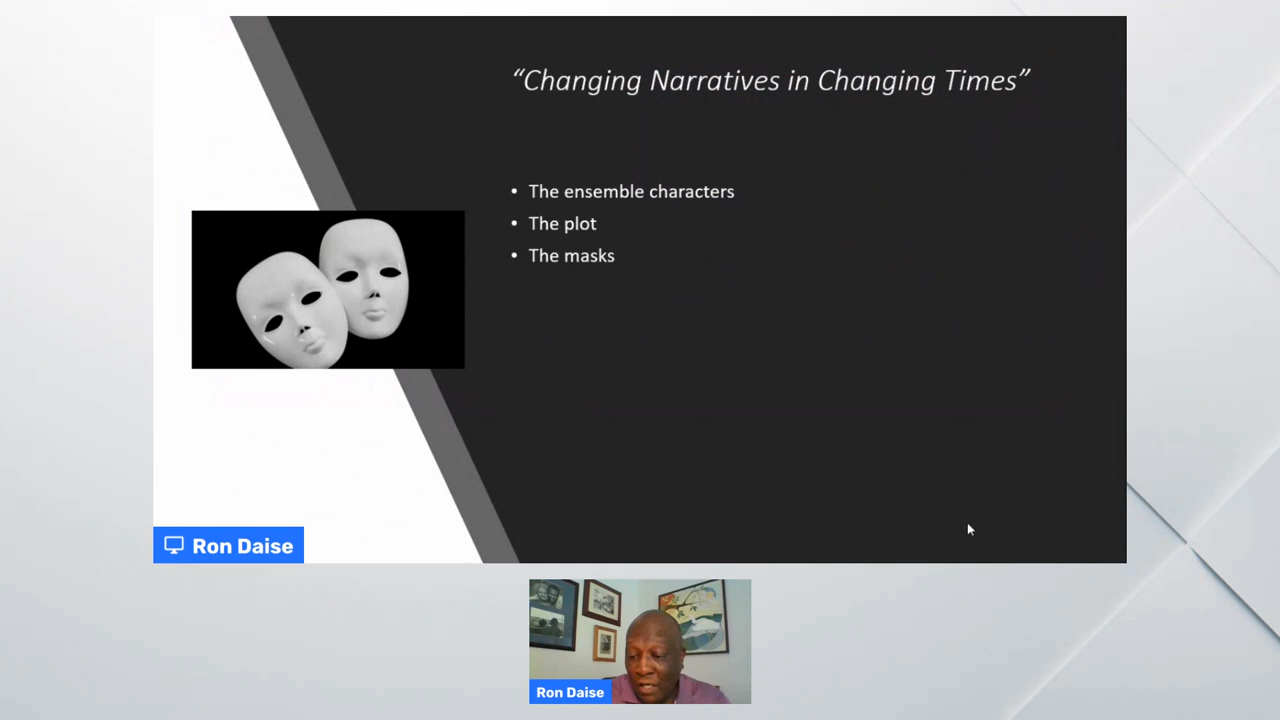 “Changing Narratives in Changing Times”
• The ensemble characters
• The plot
• The masks
Ron Daise
Ron Daise